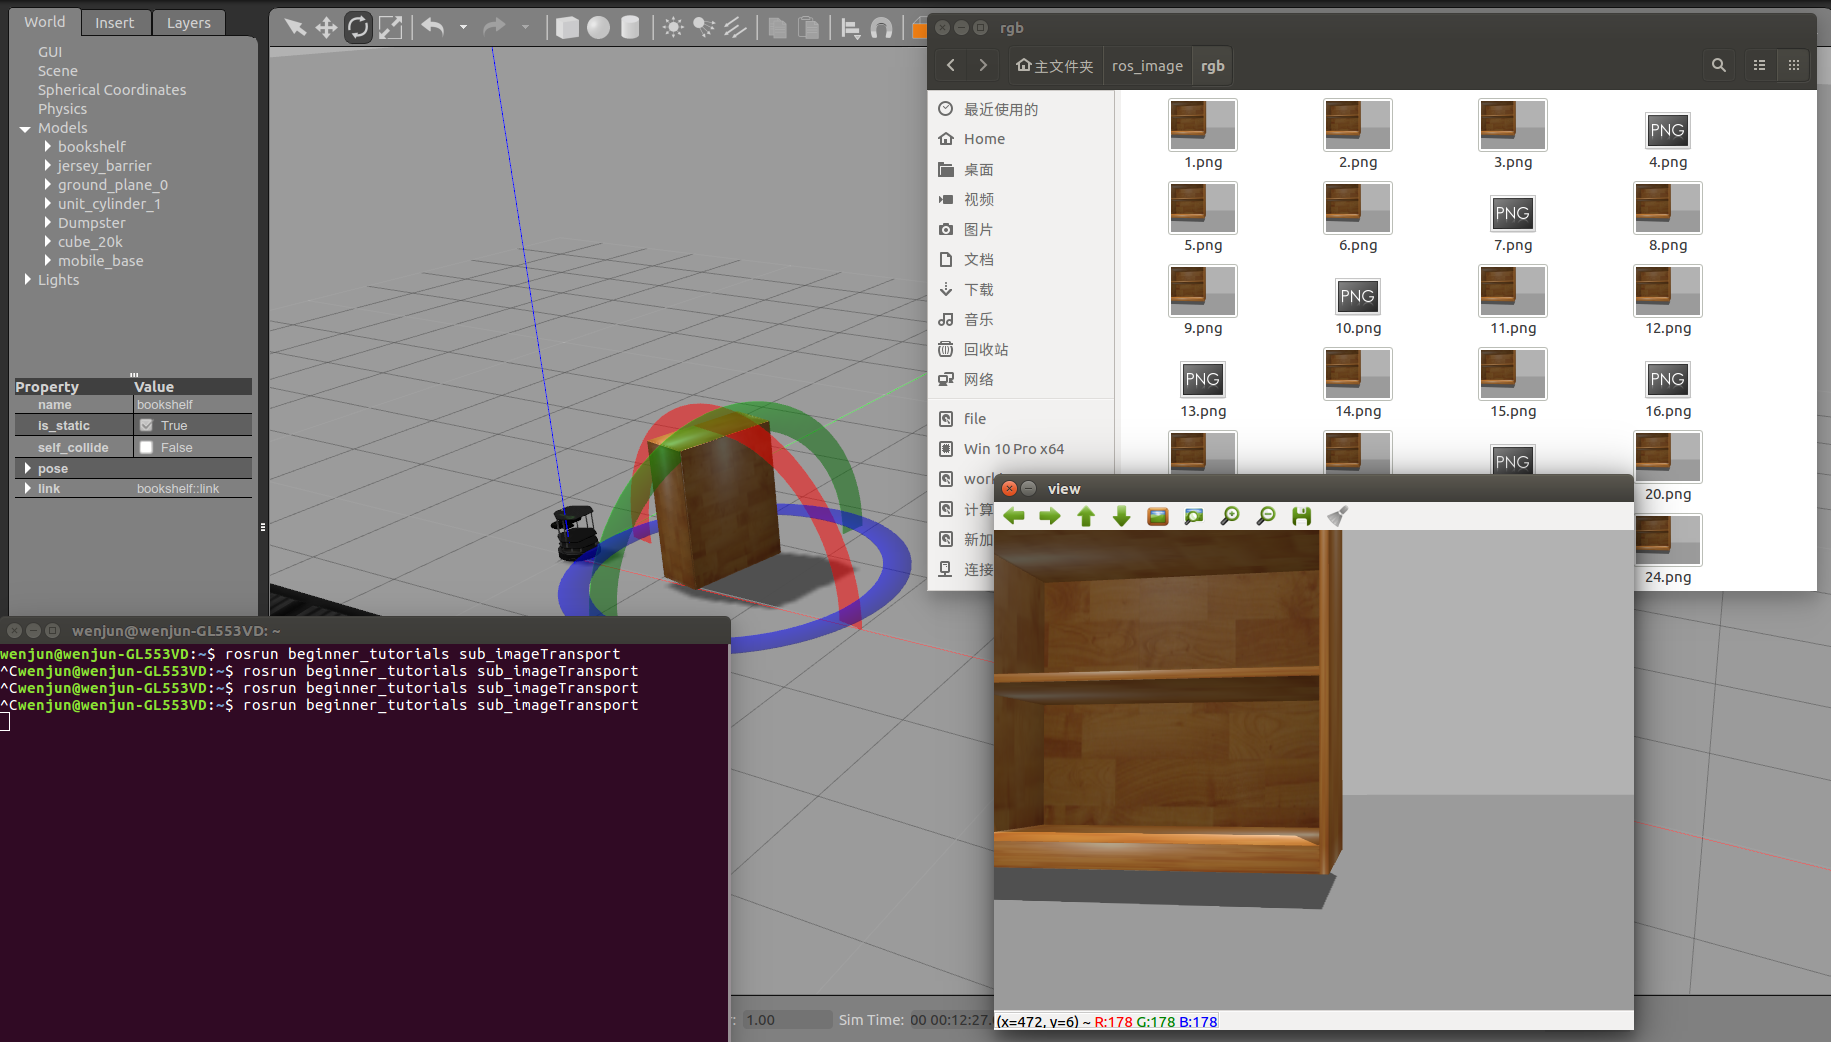 World Insert Layers
GUI
Scene
Spherical Coordinates
Physics
Models
bookshelf
jersey_barrier
ground_plane_0
unit_cylinder_1
Dumpster
cube_20k
mobile_base
Lights
Property Value
name bookshelf
is_static True
self_collide False
pose
link bookshelf::link
rgb
主文件夹 ros_image rgb
最近使用的
Home
桌面
视频
图片
文档
下载
音乐
回收站
网络
file
Win 10 Pro x64
计算
新加
连接
1.png 2.png 3.png PNG 4.png
5.png 6.png PNG 7.png 8.png
9.png PNG 10.png 11.png 12.png
PNG 13.png 14.png 15.png PNG 16.png
PNG 20.png
24.png
view
(x=472, y=6) ~ R:178 G:178 B:178
wenjun@wenjun-GL553VD: ~
wenjun@wenjun-GL553VD:~$ rosrun beginner_tutorials sub_imageTransport
^Cwenjun@wenjun-GL553VD:~$ rosrun beginner_tutorials sub_imageTransport
^Cwenjun@wenjun-GL553VD:~$ rosrun beginner_tutorials sub_imageTransport
^Cwenjun@wenjun-GL553VD:~$ rosrun beginner_tutorials sub_imageTransport
1.00 Sim Time: 00 00:12:27.